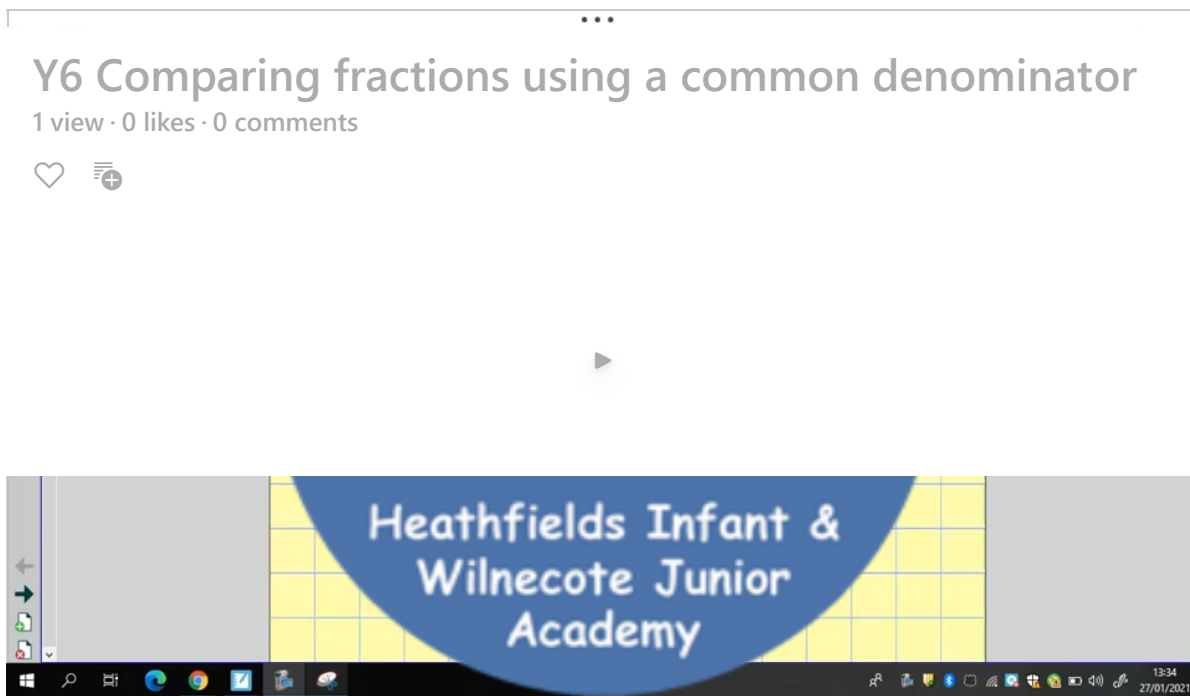 Y6 Comparing fractions using a common denominator
1 view · 0 likes · 0 comments
Heathfields Infant &
Wilnecote Junior
Academy
13:34
27/01/2021